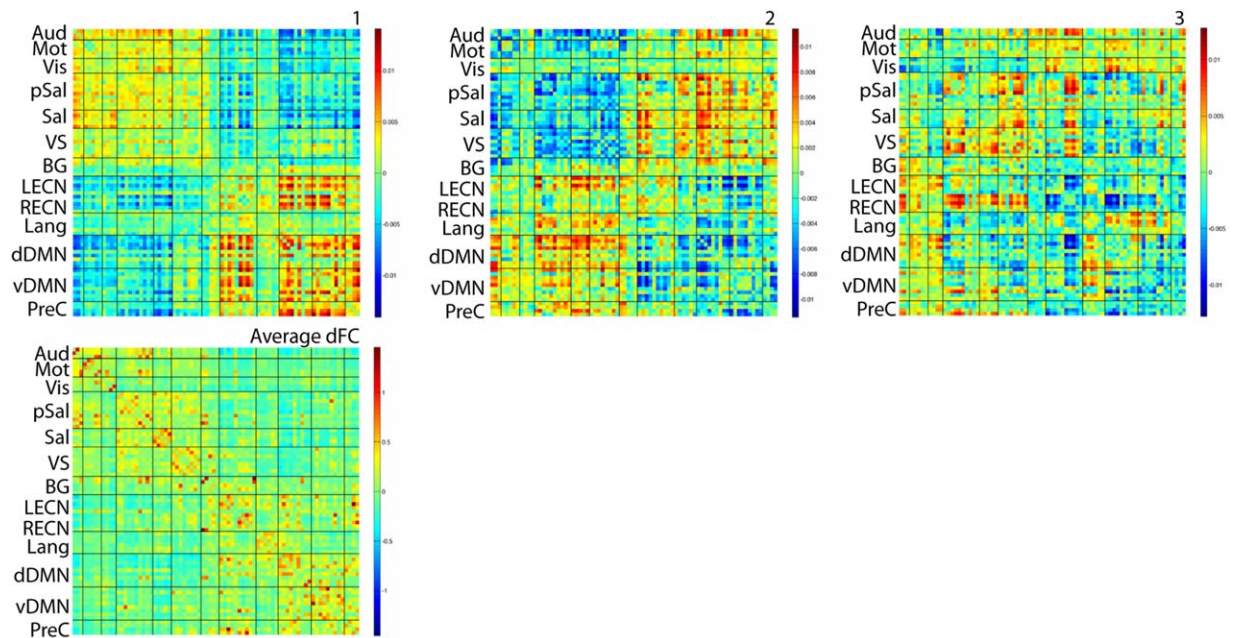 1
Aud
Mot
Vis
pSal
Sal
VS
BG
LECN
RECN
Lang
dDMN
vDMN
PreC
0.01
0.005
0
-0.005
-0.01
2
Aud
Mot
Vis
pSal
Sal
VS
BG
LECN
RECN
Lang
dDMN
vDMN
PreC
0.01
0.008
0.006
0.004
0.002
0
-0.002
-0.004
-0.006
-0.008
-0.01
3
Aud
Mot
Vis
pSal
Sal
VS
BG
LECN
RECN
Lang
dDMN
vDMN
PreC
0.01
0.005
0
-0.005
-0.01
Average dFC
Aud
Mot
Vis
pSal
Sal
VS
BG
LECN
RECN
Lang
dDMN
vDMN
PreC
1
0.5
0
-0.5
-1